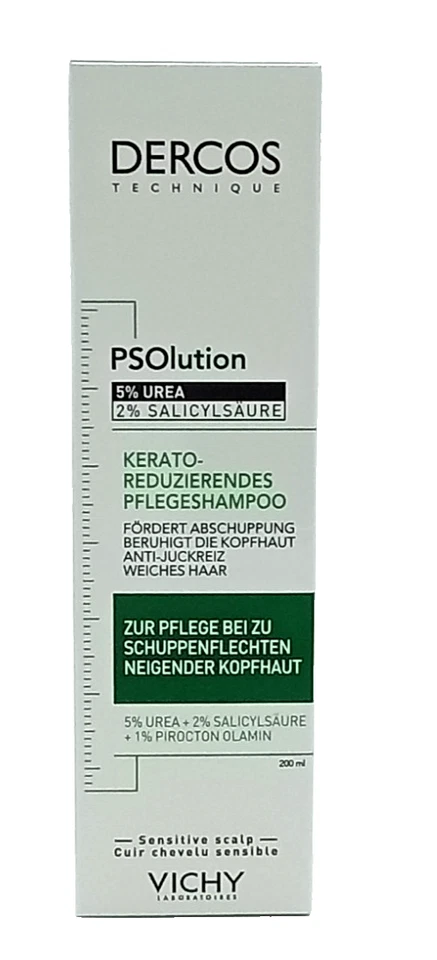 DERCOS
TECHNIQUE
PSOlution
5% UREA
2% SALICYLSÄURE
KERATO-
REDUZIERENDES
PFLEGESHAMPOO
FÖRDERT ABSCHUPPUNG
BERUHIGT DIE KOPFHAUT
ANTI-JUCKREIZ
WEICHES HAAR
ZUR PFLEGE BEI ZU
SCHUPPENFLECHTEN
NEIGENDER KOPFHAUT
5% UREA + 2% SALICYLSÄURE
+ 1% PIROCTON OLAMIN
200 ml
— Sensitive scalp —
Cuir chevelu sensible
VICHY
LABORATOIRES